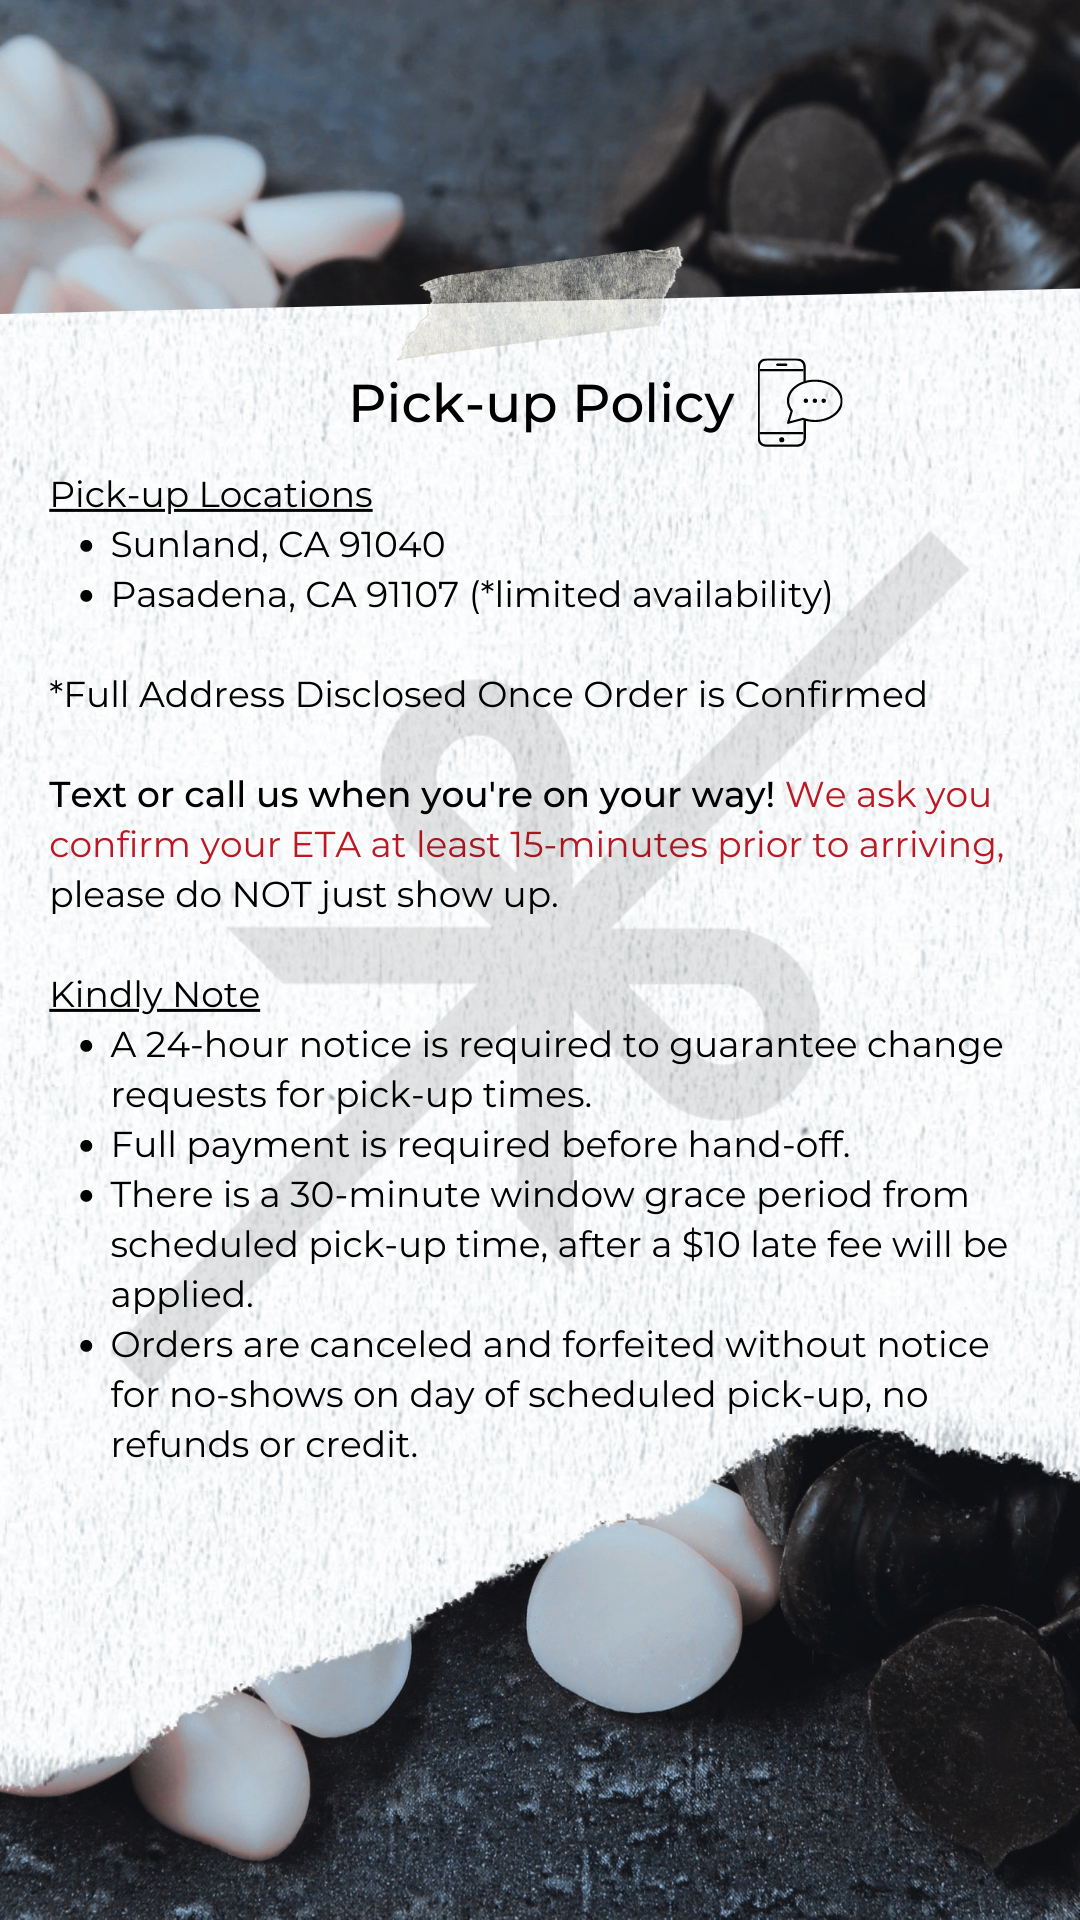 Pick-up Policy
Pick-up Locations
• Sunland, CA 91040
• Pasadena, CA 91107 (*limited availability)
*Full Address Disclosed Once Order is Confirmed
Text or call us when you're on your way! We ask you
confirm your ETA at least 15-minutes prior to arriving,
please do NOT just show up.
Kindly Note
• A 24-hour notice is required to guarantee change
requests for pick-up times.
• Full payment is required before hand-off.
• There is a 30-minute window grace period from
scheduled pick-up time, after a $10 late fee will be
applied.
• Orders are canceled and forfeited without notice
for no-shows on day of scheduled pick-up, no
refunds or credit.